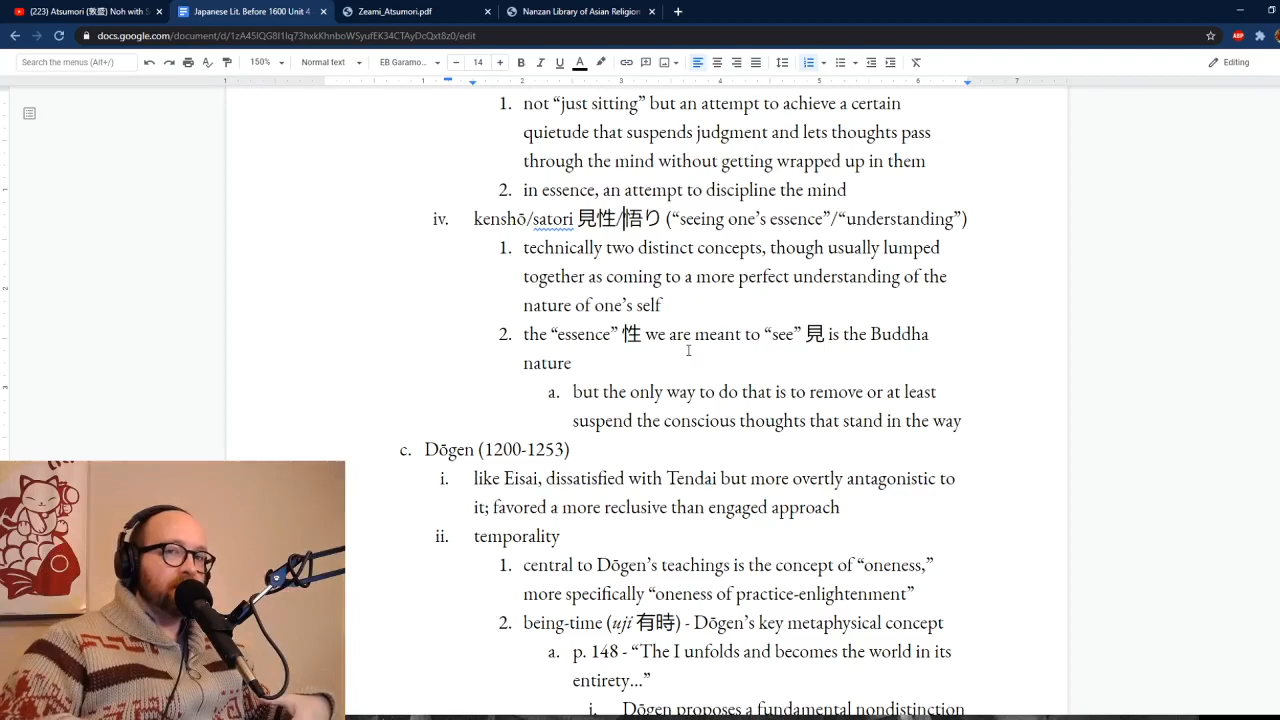 (223) Atsumori (敦盛) Noh with S
Japanese Lit. Before 1600 Unit 4
Zeami_Atsumori.pdf
Nanzan Library of Asian Religion
Search the menus (Alt+/)
150%
Normal text
EB Garamo...
14
Editing
1
1
2
3
4
5
6
7
1. not “just sitting” but an attempt to achieve a certain
quietude that suspends judgment and lets thoughts pass
through the mind without getting wrapped up in them
2. in essence, an attempt to discipline the mind
iv. kenshō/satori 見性/悟り (“seeing one’s essence”/“understanding”)
1. technically two distinct concepts, though usually lumped
together as coming to a more perfect understanding of the
nature of one’s self
2. the “essence” 性 we are meant to “see” 見 is the Buddha
nature
a. but the only way to do that is to remove or at least
suspend the conscious thoughts that stand in the way
c. Dōgen (1200-1253)
i. like Eisai, dissatisfied with Tendai but more overtly antagonistic to
it; favored a more reclusive than engaged approach
ii. temporality
1. central to Dōgen’s teachings is the concept of “oneness,”
more specifically “oneness of practice-enlightenment”
2. being-time (uji 有時) - Dōgen’s key metaphysical concept
a. p. 148 - “The I unfolds and becomes the world in its
entirety...”
i. Dōgen proposes a fundamental nondistinction